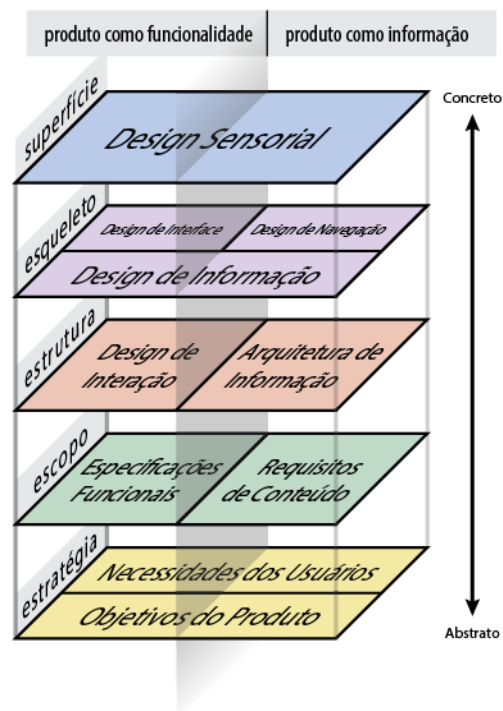 produto como funcionalidade
produto como informação
Concreto
superfície
Design Sensorial
esqueleto
Design de Interface
Design de Navegação
Design de Informação
estrutura
Design de
Interação
Arquitetura de
Informação
escopo
Especificações
Funcionais
Requisitos
de Conteúdo
estratégia
Necessidades dos Usuários
Objetivos do Produto
Abstrato